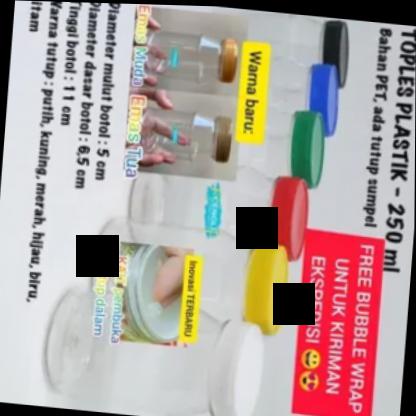 TOPLES PLASTIK - 250 ml
Bahan PET, ada tutup sumpel
FREE BUBBLE WRAP
UNTUK KIRIMAN
EKSPEDISI
Warna baru:
Emas Muda
Emas Tua
Inovasi TERBARU
dalam
Diameter mulut botol : 5 cm
Diameter dasar botol : 6,5 cm
Tinggi botol : 11 cm
Warna tutup : putih, kuning, merah, hijau, biru,
itam